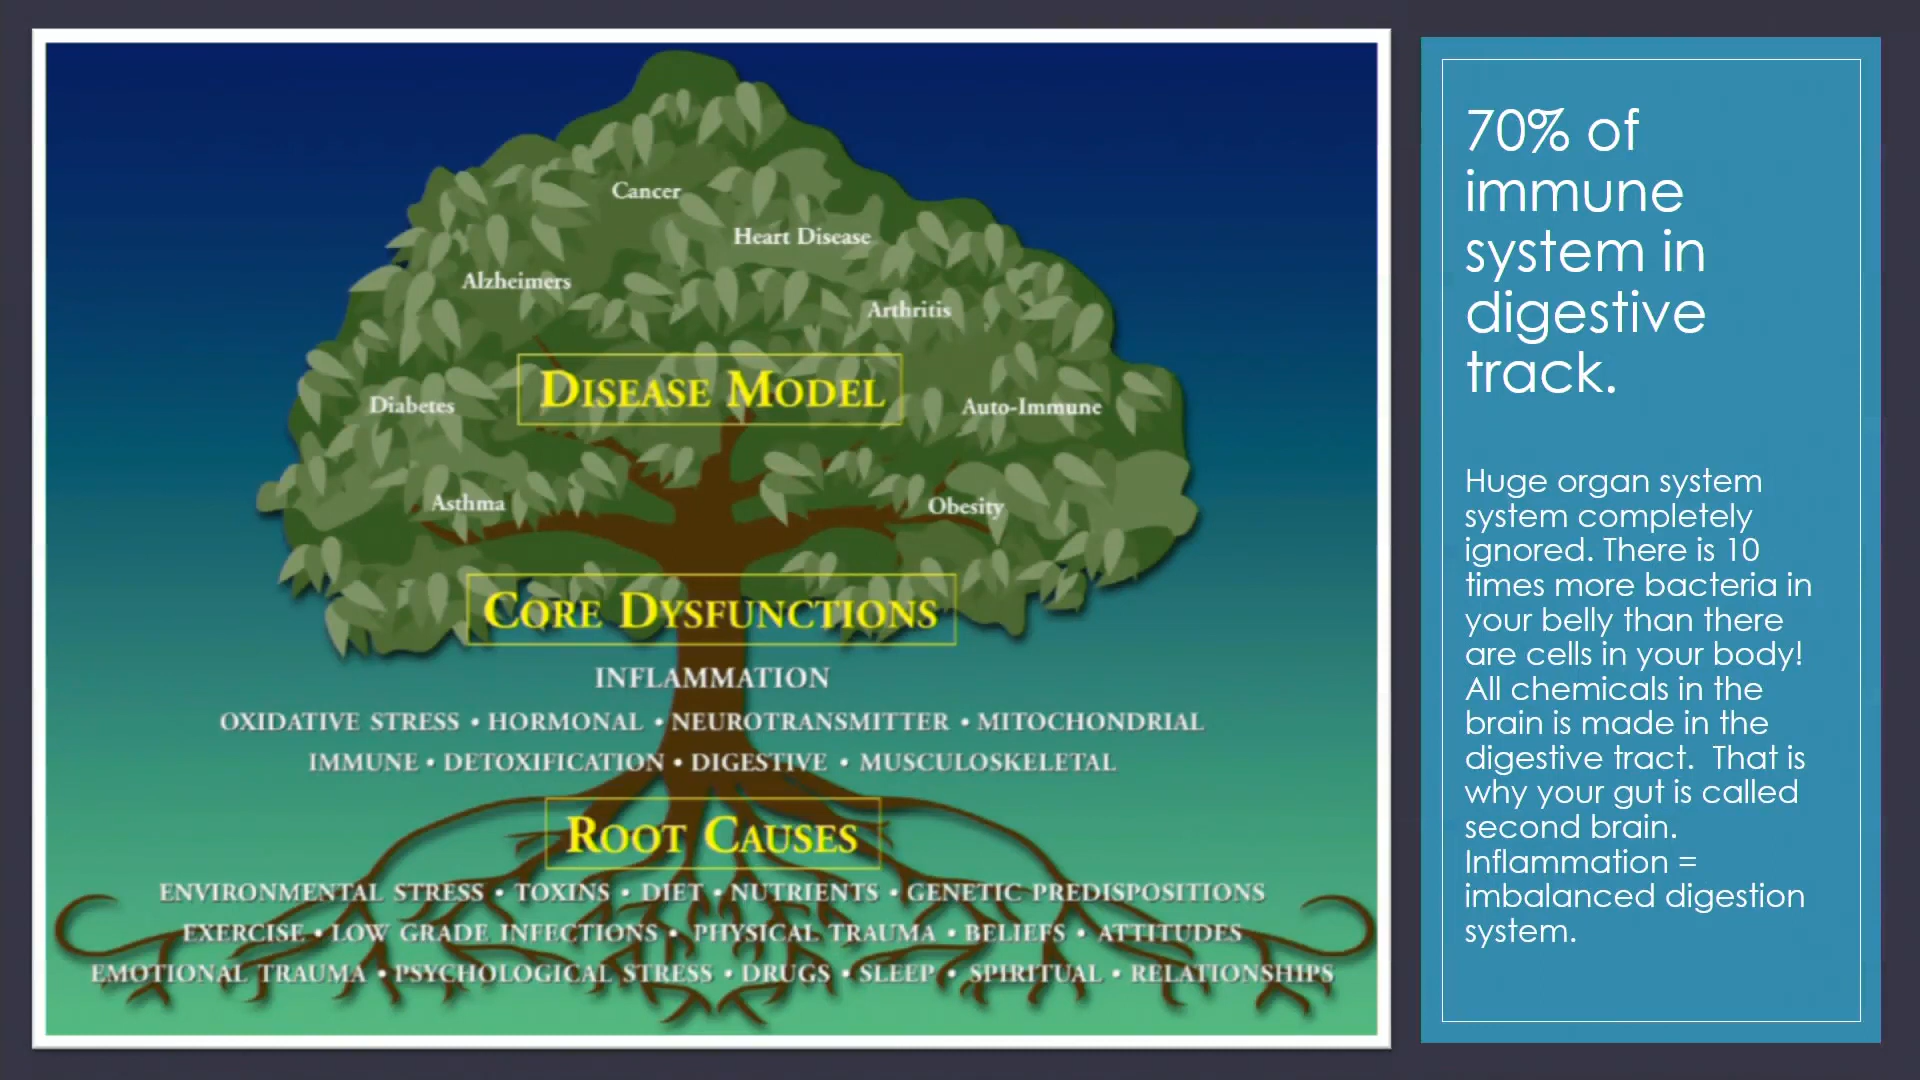 Cancer
Heart Disease
Alzheimers
Arthritis
DISEASE MODEL
Diabetes
Auto-Immune
Asthma
Obesity
CORE DYSFUNCTIONS
INFLAMMATION
OXIDATIVE STRESS • HORMONAL • NEUROTRANSMITTER • MITOCHONDRIAL
IMMUNE • DETOXIFICATION • DIGESTIVE • MUSCULOSKELETAL
ROOT CAUSES
ENVIRONMENTAL STRESS • TOXINS • DIET • NUTRIENTS • GENETIC PREDISPOSITIONS
EXERCISE • LOW GRADE INFECTIONS • PHYSICAL TRAUMA • BELIEFS • ATTITUDES
EMOTIONAL TRAUMA • PSYCHOLOGICAL STRESS • DRUGS • SLEEP • SPIRITUAL • RELATIONSHIPS
70% of
immune
system in
digestive
track.
Huge organ system
system completely
ignored. There is 10
times more bacteria in
your belly than there
are cells in your body!
All chemicals in the
brain is made in the
digestive tract.  That is
why your gut is called
second brain.
Inflammation =
imbalanced digestion
system.